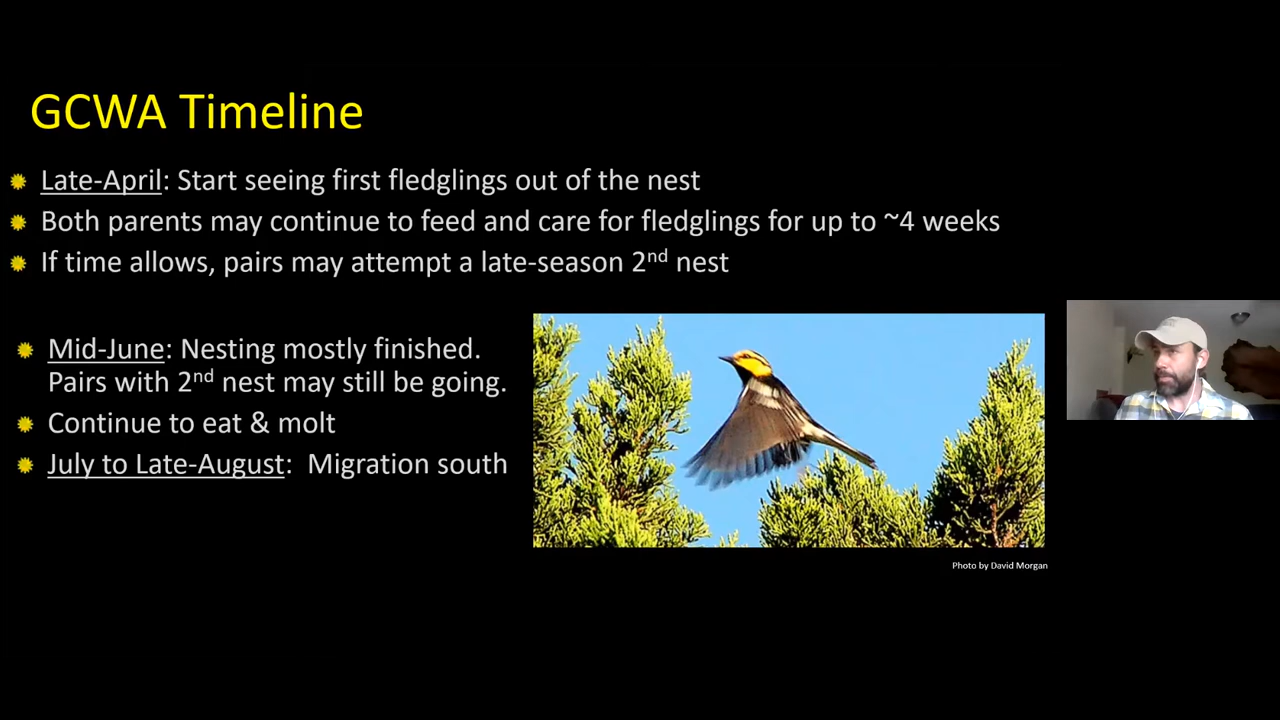 GCWA Timeline
Late-April: Start seeing first fledglings out of the nest
Both parents may continue to feed and care for fledglings for up to ~4 weeks
If time allows, pairs may attempt a late-season 2nd nest
Mid-June: Nesting mostly finished.
Pairs with 2nd nest may still be going.
Continue to eat & molt
July to Late-August: Migration south
Photo by David Morgan